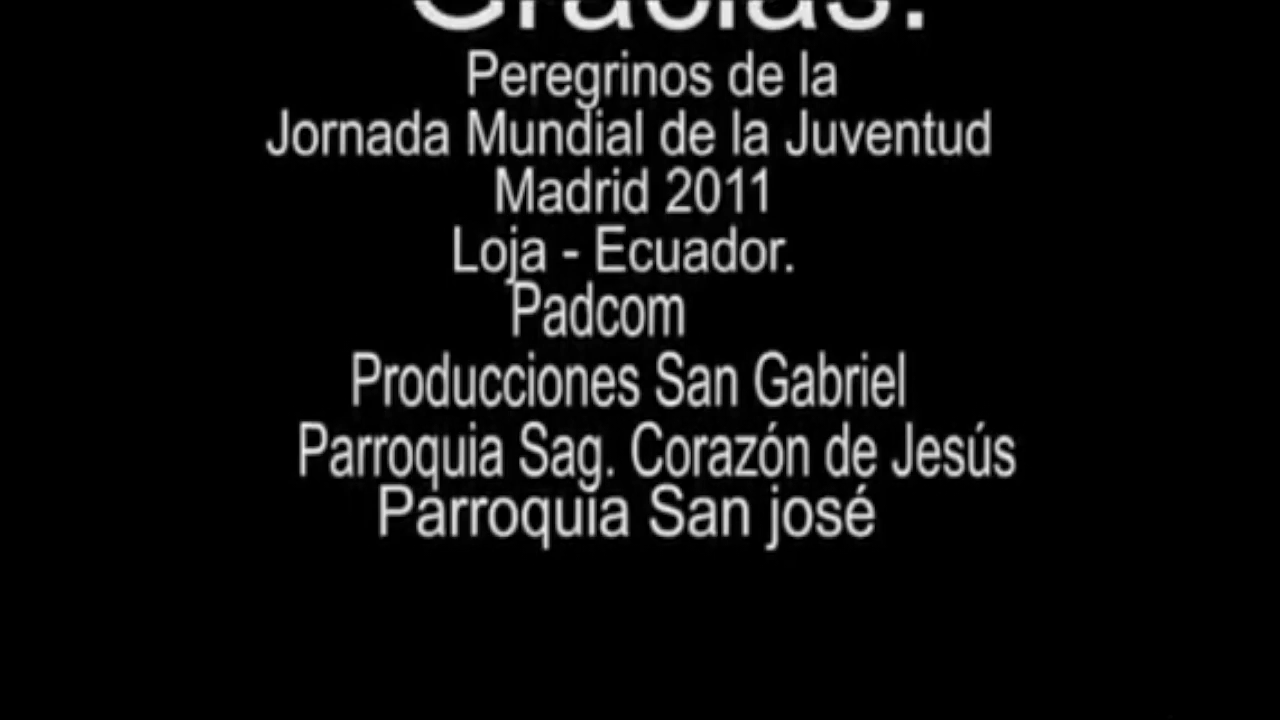 Gracias.
Peregrinos de la
Jornada Mundial de la Juventud
Madrid 2011
Loja - Ecuador.
Padcom
Producciones San Gabriel
Parroquia Sag. Corazón de Jesús
Parroquia San josé